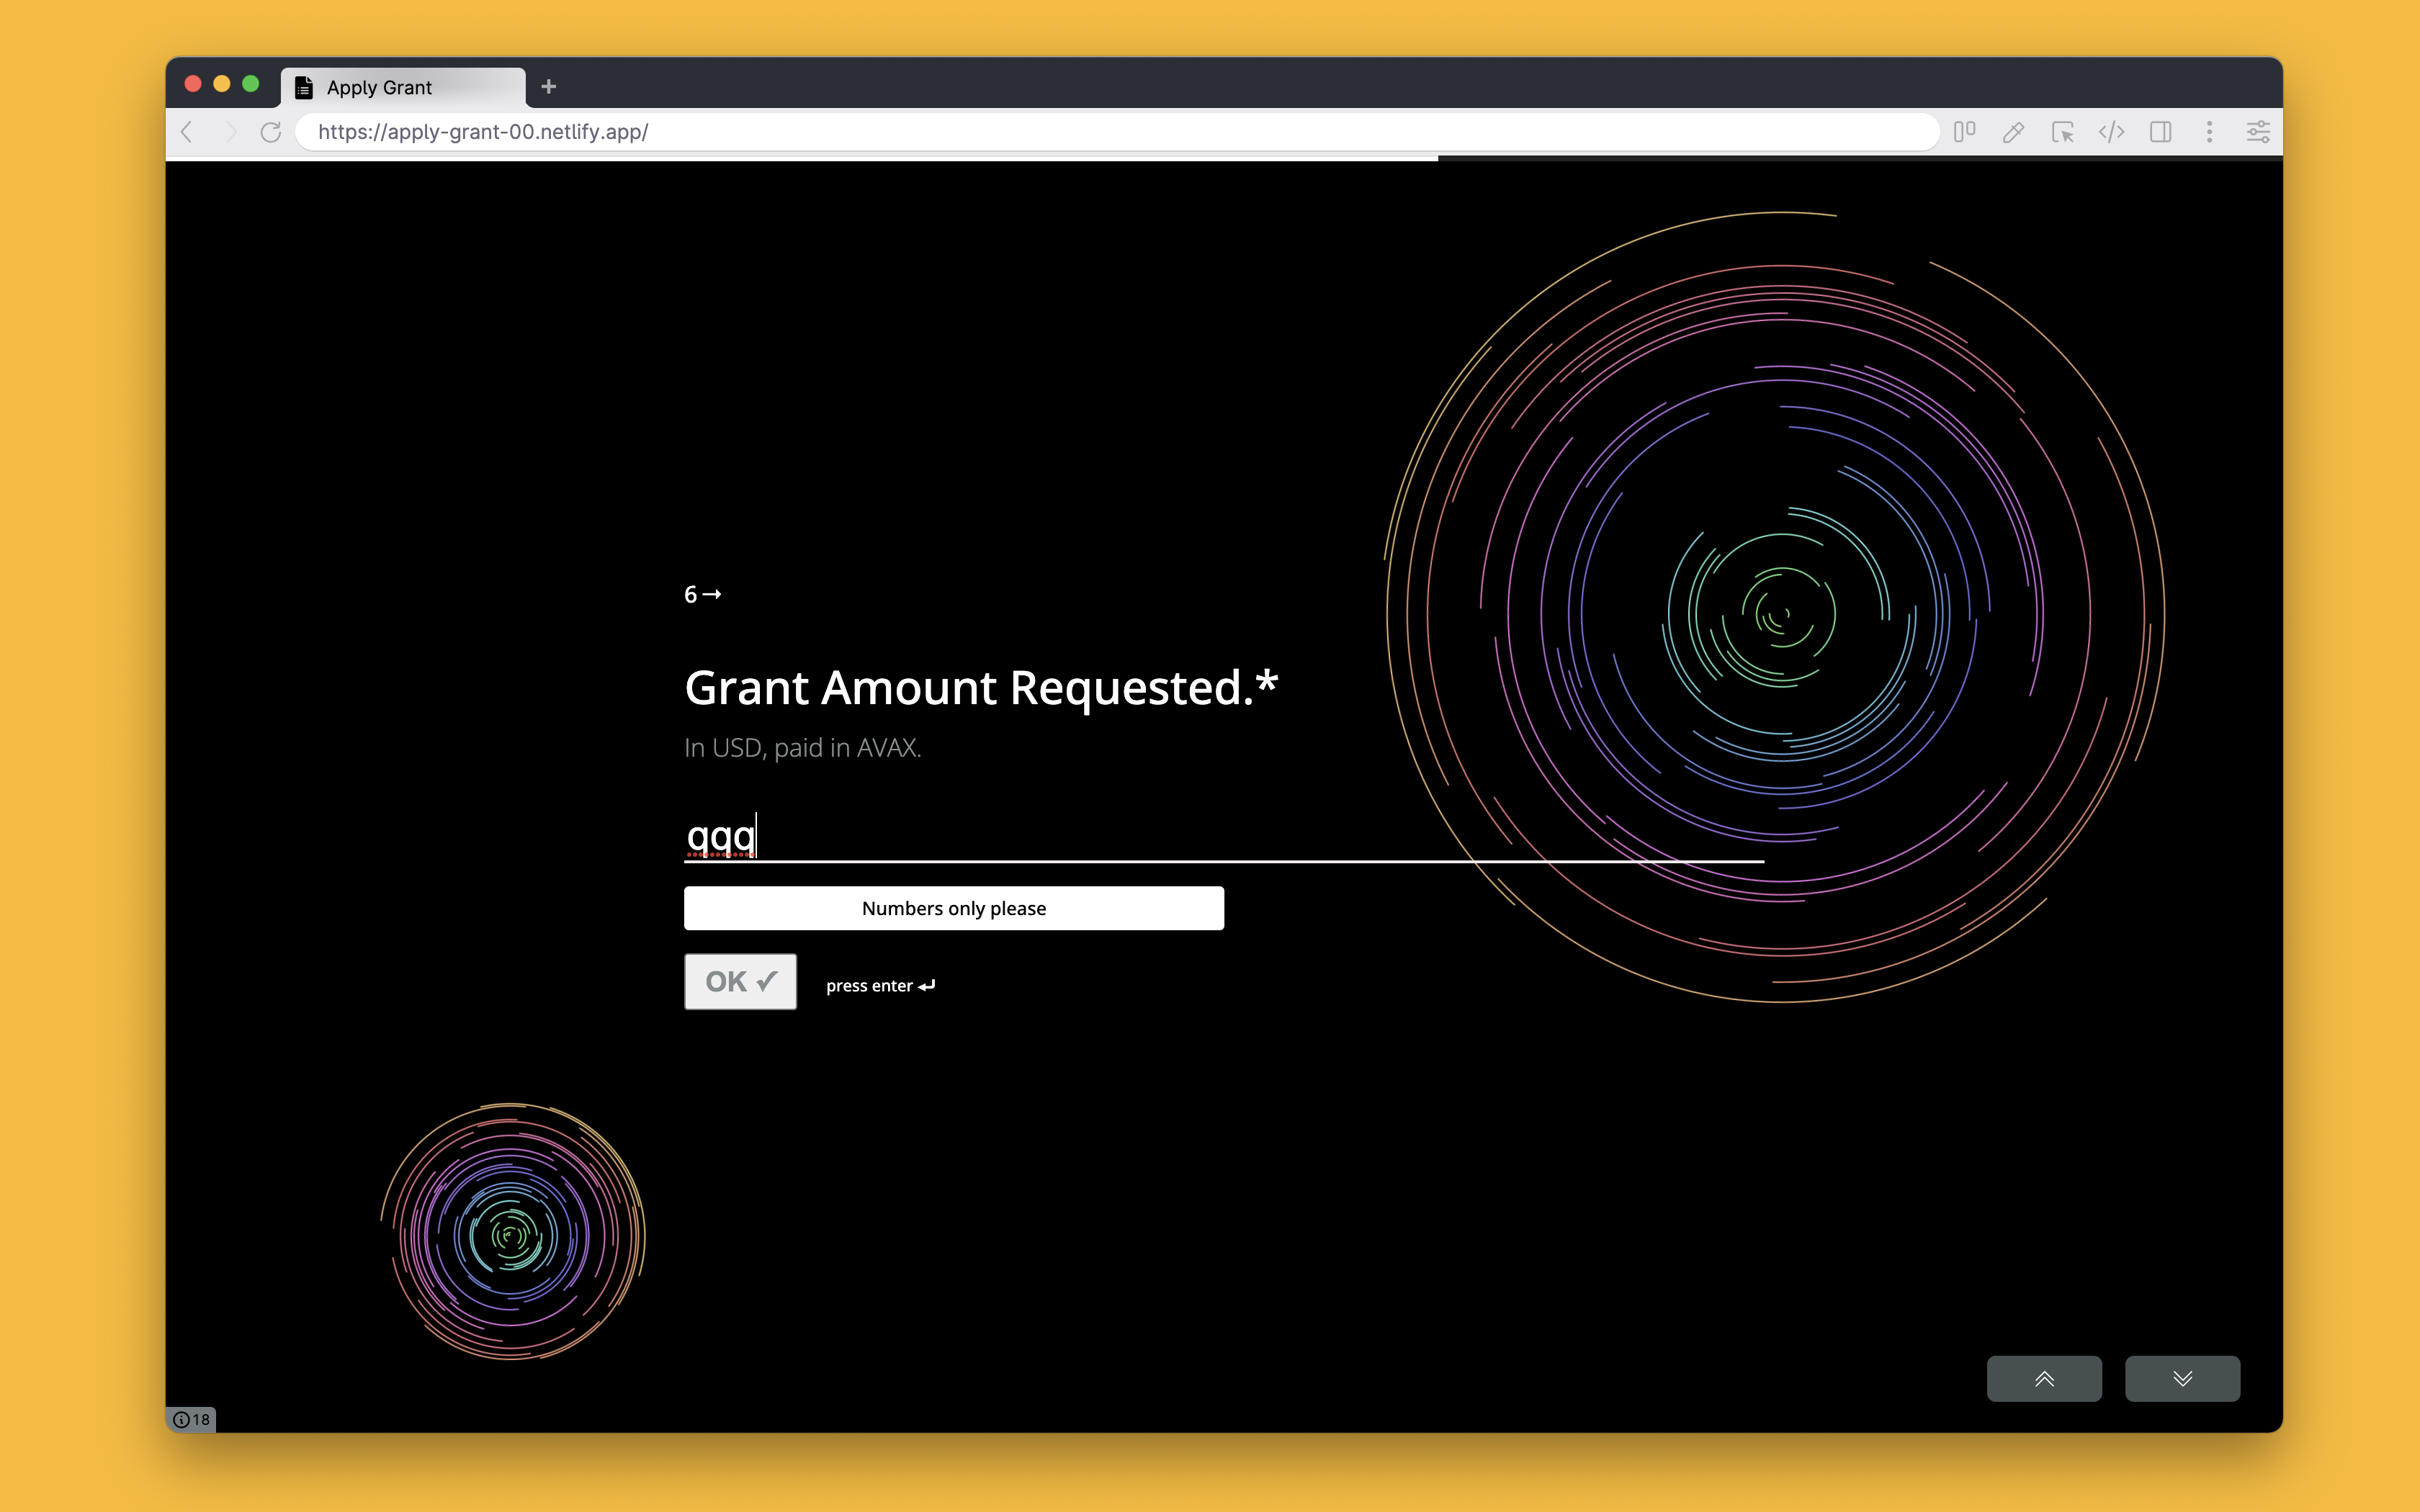 Apply Grant
https://apply-grant-00.netlify.app/
6
Grant Amount Requested.*
In USD, paid in AVAX.
qqq
Numbers only please
OK ✓
press enter
18